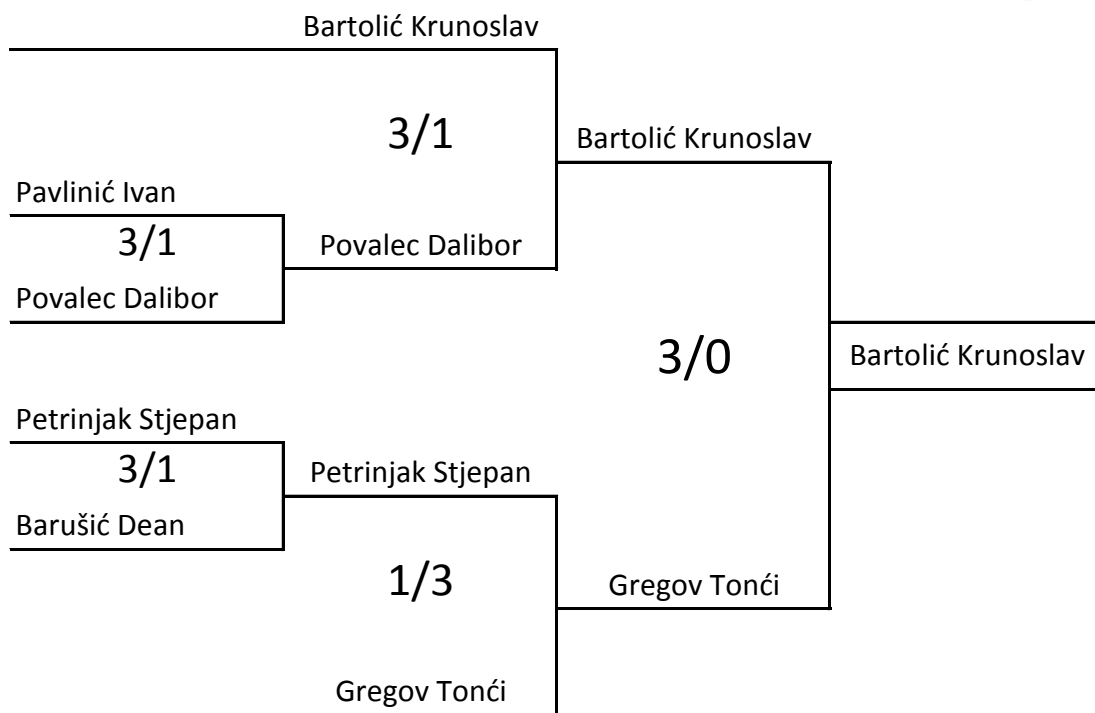 Bartolić Krunoslav
3/1
Bartolić Krunoslav
Pavlinić Ivan
3/1
Povalec Dalibor
Povalec Dalibor
3/0
Bartolić Krunoslav
Petrinjak Stjepan
3/1
Petrinjak Stjepan
Barušić Dean
1/3
Gregov Tonći
Gregov Tonći